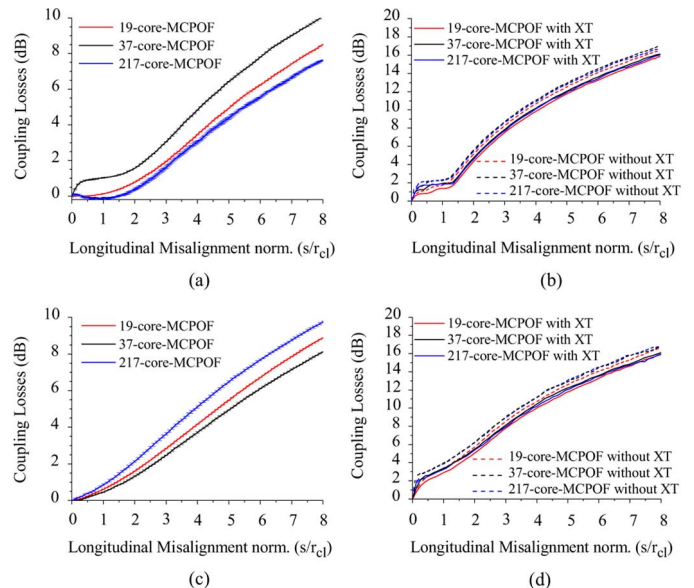 10
8
6
4
2
0
Coupling Losses (dB)
19-core-MCPOF
37-core-MCPOF
217-core-MCPOF
0 1 2 3 4 5 6 7 8
Longitudinal Misalignment norm. (s/rcl)
(a)
20
18
16
14
12
10
8
6
4
2
0
Coupling Losses (dB)
19-core-MCPOF with XT
37-core-MCPOF with XT
217-core-MCPOF with XT
19-core-MCPOF without XT
37-core-MCPOF without XT
217-core-MCPOF without XT
0 1 2 3 4 5 6 7 8
Longitudinal Misalignment norm. (s/rcl)
(b)
10
8
6
4
2
0
Coupling Losses (dB)
19-core-MCPOF
37-core-MCPOF
217-core-MCPOF
0 1 2 3 4 5 6 7 8
Longitudinal Misalignment norm. (s/rcl)
(c)
20
18
16
14
12
10
8
6
4
2
0
Coupling Losses (dB)
19-core-MCPOF with XT
37-core-MCPOF with XT
217-core-MCPOF with XT
19-core-MCPOF without XT
37-core-MCPOF without XT
217-core-MCPOF without XT
0 1 2 3 4 5 6 7 8
Longitudinal Misalignment norm. (s/rcl)
(d)